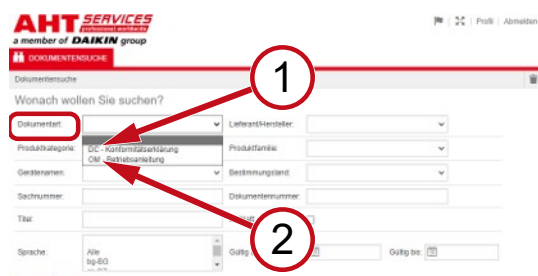 AHT SERVICES
professional worldwide
a member of DAIKIN group
Profil | Abmelden
DOKUMENTENSUCHE
Dokumentensuche
Wonach wollen Sie suchen?
1
Dokumentart:
Lieferant/Hersteller:
DC - Konformitätserklärung
OM - Betriebsanleitung
Produktkategorie:
Produktfamilie:
Gerätenamen:
Bestimmungsland:
Sachnummer:
Dokumentennummer:
Titel:
2
Sprache:
Alle
bg-BG
Gültig
Gültig bis: